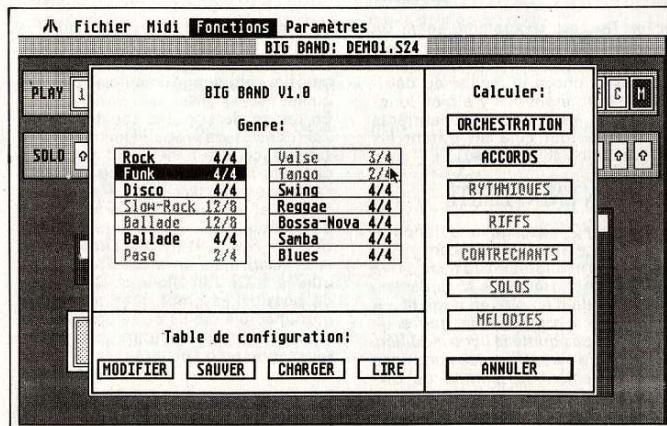 Fichier Midi Fonctions Paramètres
BIG BAND: DEMO1.S24
PLAY 1
C M
SOLO
BIG BAND V1.0
Genre:
Rock 4/4
Funk 4/4
Disco 4/4
Slow-Rock 12/8
Ballade 12/8
Ballade 4/4
Paso 2/4
Valse 3/4
Tango 2/4
Swing 4/4
Reggae 4/4
Bossa-Nova 4/4
Samba 4/4
Blues 4/4
Table de configuration:
MODIFIER SAUVER CHARGER LIRE
Calculer:
ORCHESTRATION
ACCORDS
RYTHMIQUES
RIFFS
CONTRECHANTS
SOLOS
MELODIES
ANNULER